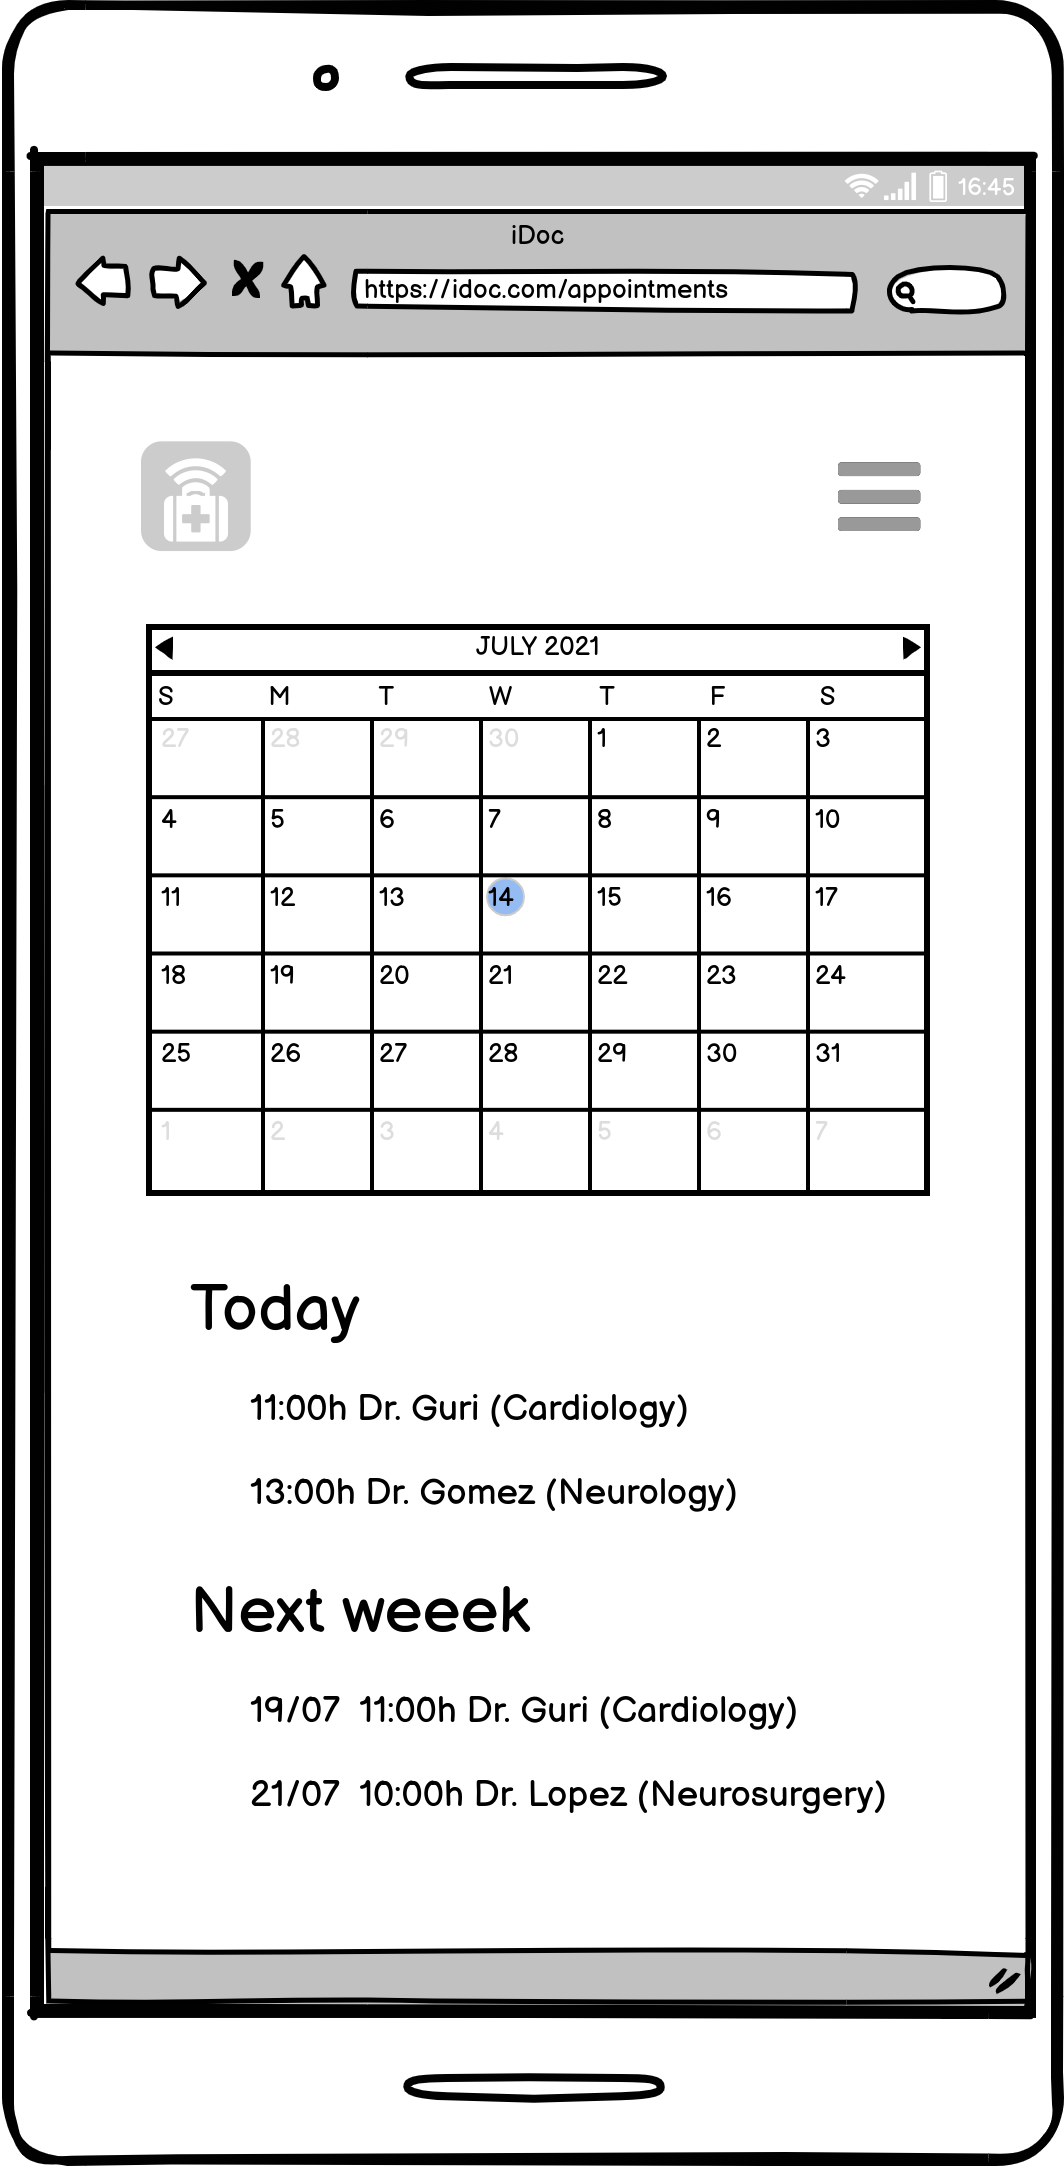 16:45
iDoc
https://idoc.com/appointments
JULY 2021
S M T W T F S
27 28 29 30 1 2 3
4 5 6 7 8 9 10
11 12 13 14 15 16 17
18 19 20 21 22 23 24
25 26 27 28 29 30 31
1 2 3 4 5 6 7
Today
11:00h Dr. Guri (Cardiology)
13:00h Dr. Gomez (Neurology)
Next weeek
19/07 11:00h Dr. Guri (Cardiology)
21/07 10:00h Dr. Lopez (Neurosurgery)